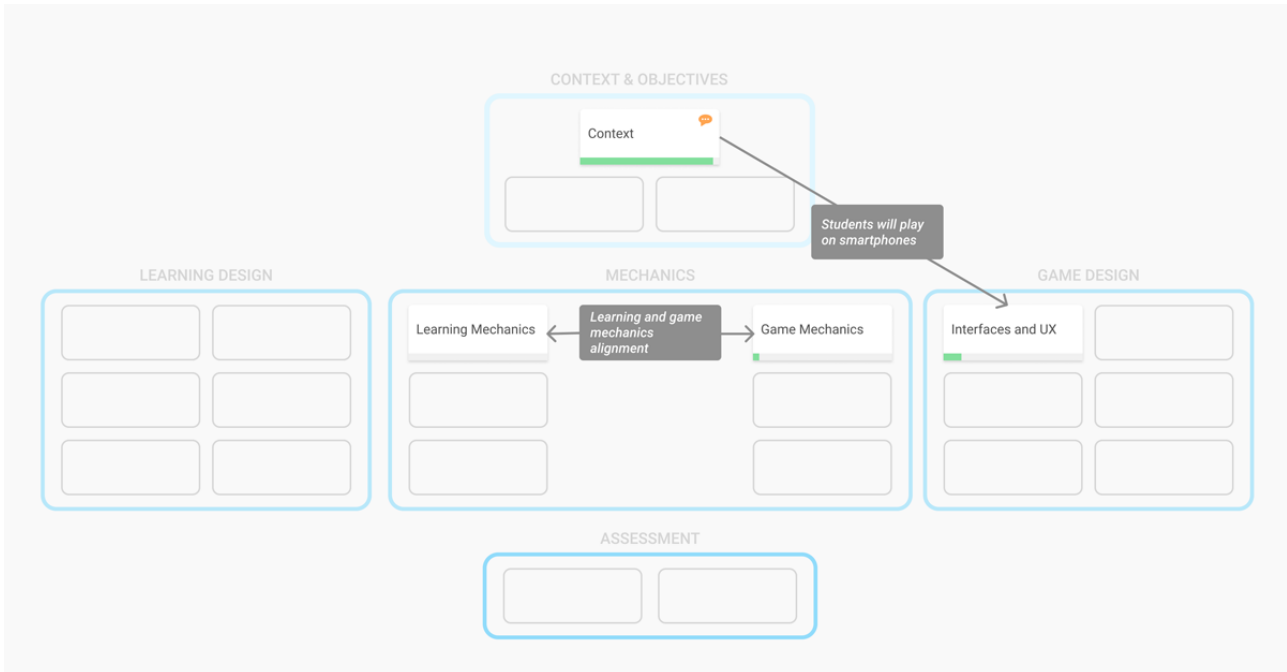 CONTEXT & OBJECTIVES
Context
Students will play
on smartphones
LEARNING DESIGN
MECHANICS
GAME DESIGN
Learning Mechanics
Learning and game
mechanics
alignment
Game Mechanics
Interfaces and UX
ASSESSMENT